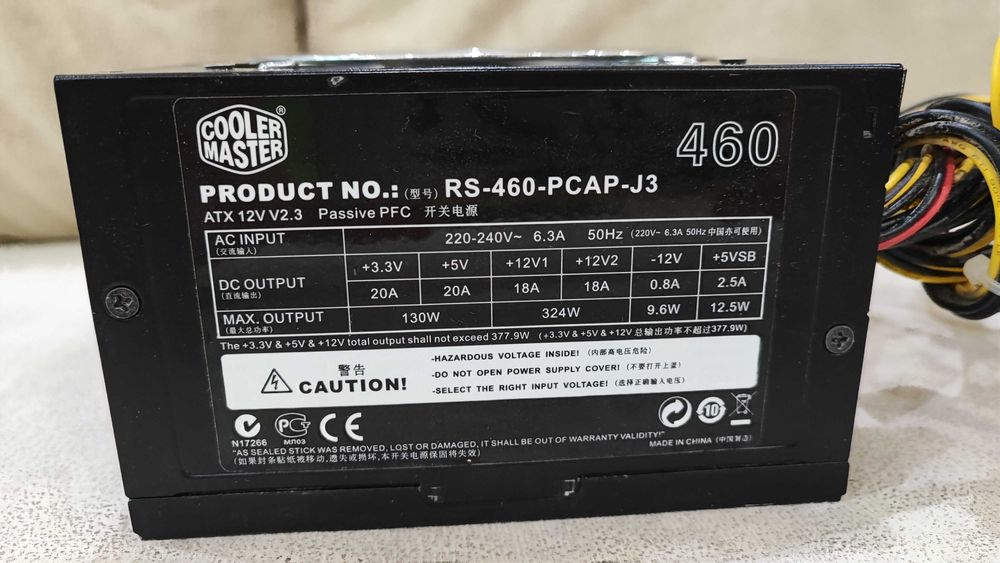 COOLER MASTER ®
460
PRODUCT NO.: (型号) RS-460-PCAP-J3
ATX 12V V2.3 Passive PFC 开关电源
AC INPUT (交流输入) 220-240V~ 6.3A 50Hz (220V~ 6.3A 50Hz 中国亦可使用)
DC OUTPUT (直流输出) +3.3V +5V +12V1 +12V2 -12V +5VSB
20A 20A 18A 18A 0.8A 2.5A
MAX. OUTPUT (最大总功率) 130W 324W 9.6W 12.5W
The +3.3V & +5V & +12V total output shall not exceed 377.9W (+3.3V & +5V & +12V 总输出功率不超过377.9W)
警告
CAUTION!
-HAZARDOUS VOLTAGE INSIDE! (内部高电压危险)
-DO NOT OPEN POWER SUPPLY COVER! (不要打开上盖)
-SELECT THE RIGHT INPUT VOLTAGE! (选择正确输入电压)
N17266
МЛ03
CE
10
"AS SEALED STICK WAS REMOVED, LOST OR DAMAGED, IT SHALL BE OUT OF WARRANTY VALIDITY!"
MADE IN CHINA (中国制造)
(如果封条贴纸被移动,遗失或损坏,本开关电源保固将失效)